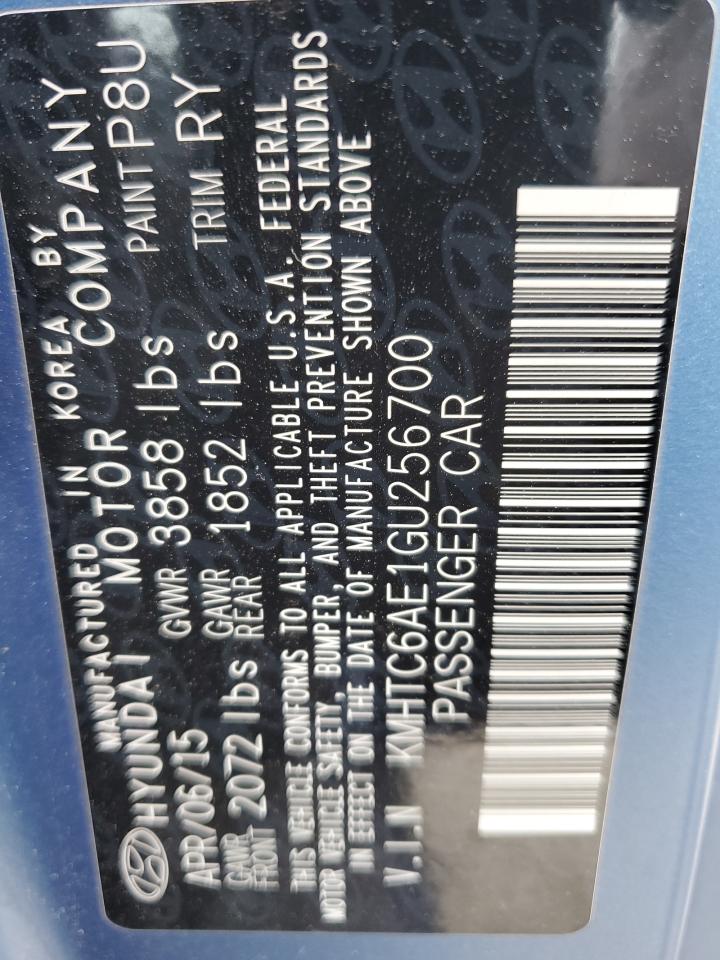 MANUFACTURED IN KOREA BY
HYUNDAI MOTOR COMPANY
APR/06/15 GVWR 3858 lbs PAINT P8U
GAWR FRONT 2072 lbs GAWR REAR 1852 lbs TRIM RY
THIS VEHICLE CONFORMS TO ALL APPLICABLE U.S.A. FEDERAL
MOTOR VEHICLE SAFETY, BUMPER, AND THEFT PREVENTION STANDARDS
IN EFFECT ON THE DATE OF MANUFACTURE SHOWN ABOVE
V.I.N KMHTC6AE1GU256700
PASSENGER CAR